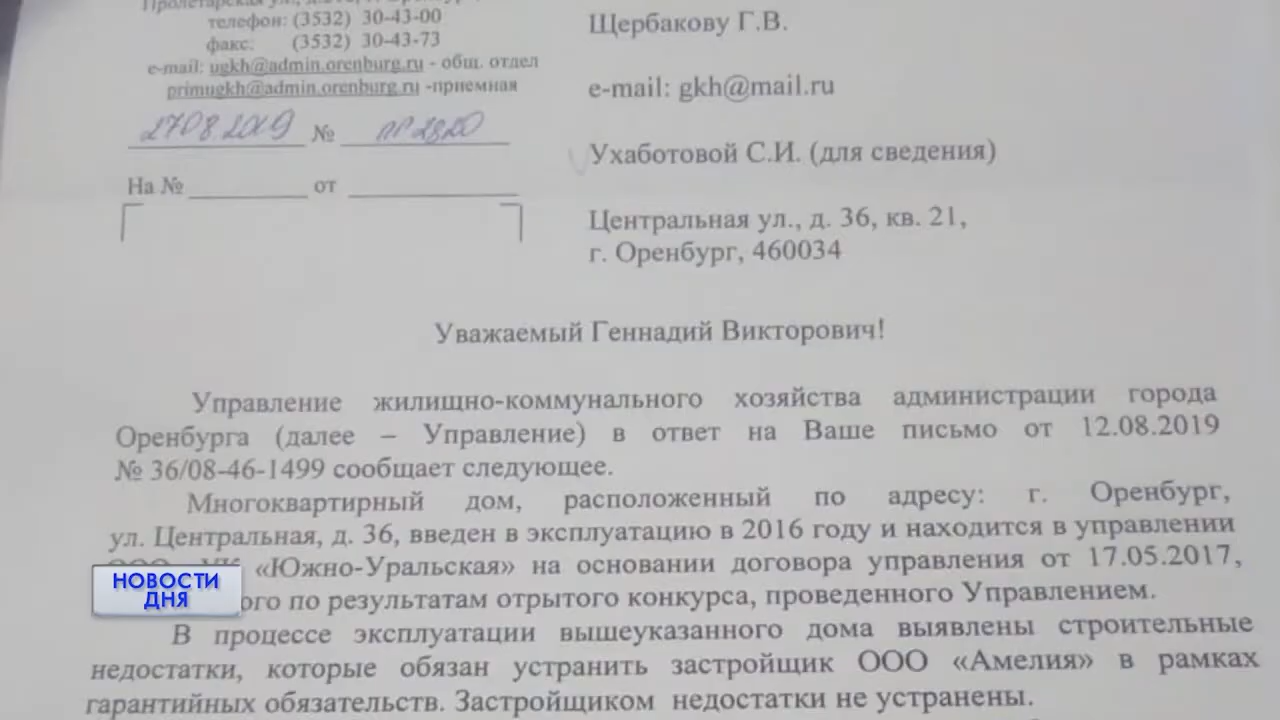 телефон: (3532) 30-43-00
факс: (3532) 30-43-73
e-mail: ugkh@admin.orenburg.ru - общ. отдел
primugkh@admin.orenburg.ru -приемная
27.08.2019 №
На № от
Щербакову Г.В.
e-mail: gkh@mail.ru
Ухаботовой С.И. (для сведения)
Центральная ул., д. 36, кв. 21,
г. Оренбург, 460034
Уважаемый Геннадий Викторович!
Управление жилищно-коммунального хозяйства администрации города
Оренбурга (далее – Управление) в ответ на Ваше письмо от 12.08.2019
№ 36/08-46-1499 сообщает следующее.
Многоквартирный дом, расположенный по адресу: г. Оренбург,
ул. Центральная, д. 36, введен в эксплуатацию в 2016 году и находится в управлении
ООО УК «Южно-Уральская» на основании договора управления от 17.05.2017,
ого по результатам отрытого конкурса, проведенного Управлением.
В процессе эксплуатации вышеуказанного дома выявлены строительные
недостатки, которые обязан устранить застройщик ООО «Амелия» в рамках
гарантийных обязательств. Застройщиком недостатки не устранены.
НОВОСТИ
ДНЯ